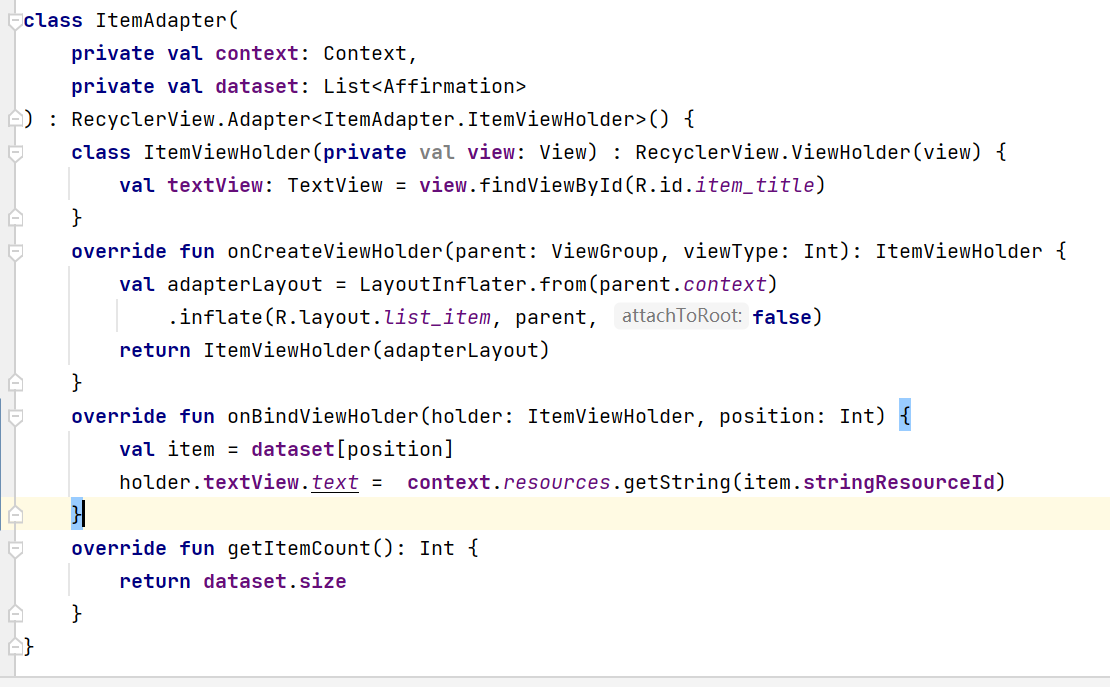 class ItemAdapter(
    private val context: Context,
    private val dataset: List<Affirmation>
) : RecyclerView.Adapter<ItemAdapter.ItemViewHolder>() {
    class ItemViewHolder(private val view: View) : RecyclerView.ViewHolder(view) {
        val textView: TextView = view.findViewById(R.id.item_title)
    }
    override fun onCreateViewHolder(parent: ViewGroup, viewType: Int): ItemViewHolder {
        val adapterLayout = LayoutInflater.from(parent.context)
            .inflate(R.layout.list_item, parent, attachToRoot: false)
        return ItemViewHolder(adapterLayout)
    }
    override fun onBindViewHolder(holder: ItemViewHolder, position: Int) {
        val item = dataset[position]
        holder.textView.text =  context.resources.getString(item.stringResourceId)
    }
    override fun getItemCount(): Int {
        return dataset.size
    }
}